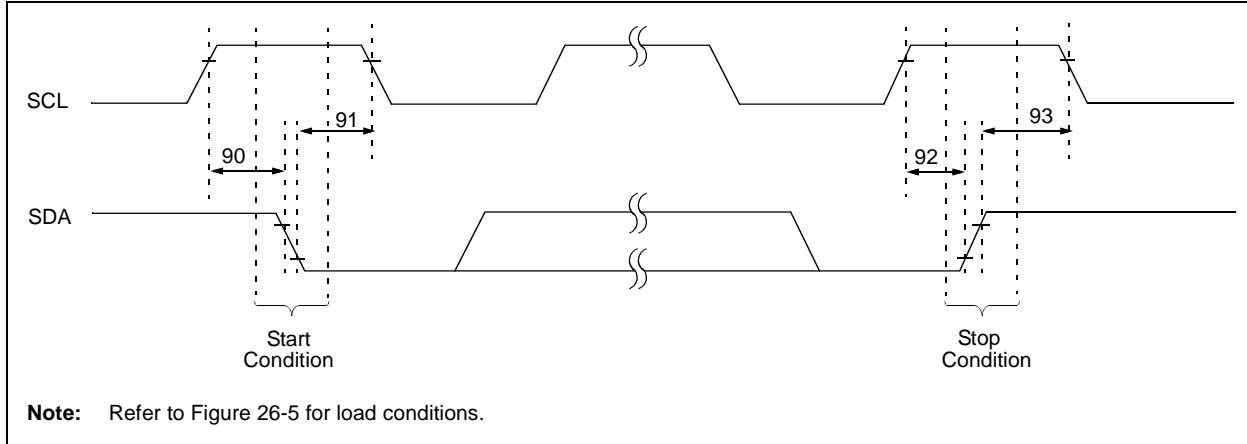 SCL
91
93
90
92
SDA
Start
Condition
Stop
Condition
Note: Refer to Figure 26-5 for load conditions.